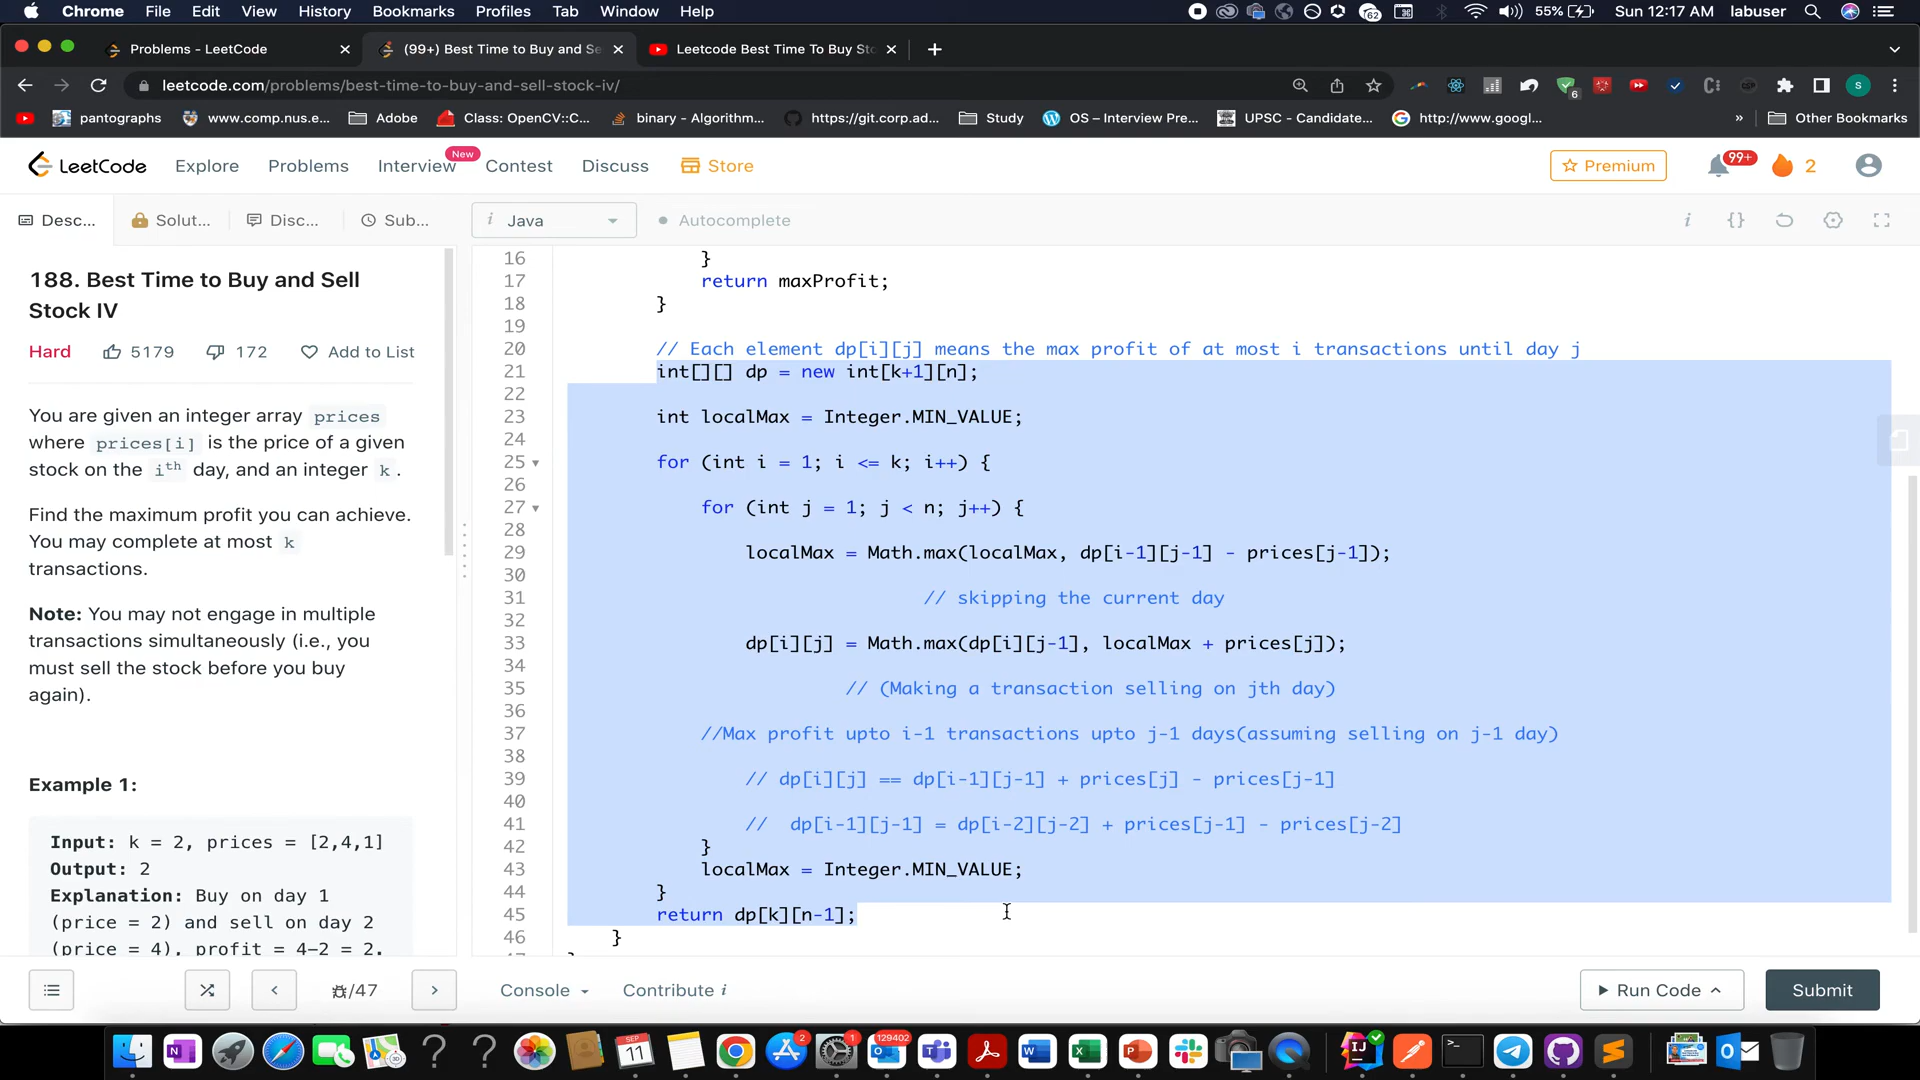 Chrome File Edit View History Bookmarks Profiles Tab Window Help
62 55% Sun 12:17 AM labuser
Problems - LeetCode
(99+) Best Time to Buy and Se
Leetcode Best Time To Buy Sto
leetcode.com/problems/best-time-to-buy-and-sell-stock-iv/
6 S
pantographs
www.comp.nus.e...
Adobe
Class: OpenCV::C...
binary - Algorithm...
https://git.corp.ad...
Study
OS – Interview Pre...
UPSC - Candidate...
http://www.googl...
» Other Bookmarks
LeetCode Explore Problems Interview New Contest Discuss Store
Premium 99+ 2
Desc... Solut... Disc... Sub...
i Java Autocomplete
188. Best Time to Buy and Sell
Stock IV
Hard 5179 172 Add to List
You are given an integer array prices
where prices[i] is the price of a given
stock on the ith day, and an integer k.
Find the maximum profit you can achieve.
You may complete at most k
transactions.
Note: You may not engage in multiple
transactions simultaneously (i.e., you
must sell the stock before you buy
again).
Example 1:
Input: k = 2, prices = [2,4,1]
Output: 2
Explanation: Buy on day 1
(price = 2) and sell on day 2
(price = 4), profit = 4-2 = 2.
16 }
17 return maxProfit;
18 }
19
20 // Each element dp[i][j] means the max profit of at most i transactions until day j
21 int[][] dp = new int[k+1][n];
22
23 int localMax = Integer.MIN_VALUE;
24
25 for (int i = 1; i <= k; i++) {
26
27 for (int j = 1; j < n; j++) {
28
29 localMax = Math.max(localMax, dp[i-1][j-1] - prices[j-1]);
30
31 // skipping the current day
32
33 dp[i][j] = Math.max(dp[i][j-1], localMax + prices[j]);
34
35 // (Making a transaction selling on jth day)
36
37 //Max profit upto i-1 transactions upto j-1 days(assuming selling on j-1 day)
38
39 // dp[i][j] == dp[i-1][j-1] + prices[j] - prices[j-1]
40
41 // dp[i-1][j-1] = dp[i-2][j-2] + prices[j-1] - prices[j-2]
42 }
43 localMax = Integer.MIN_VALUE;
44 }
45 return dp[k][n-1];
46 }
/47
Console Contribute i
Run Code Submit
SEP 11
2
1
129402